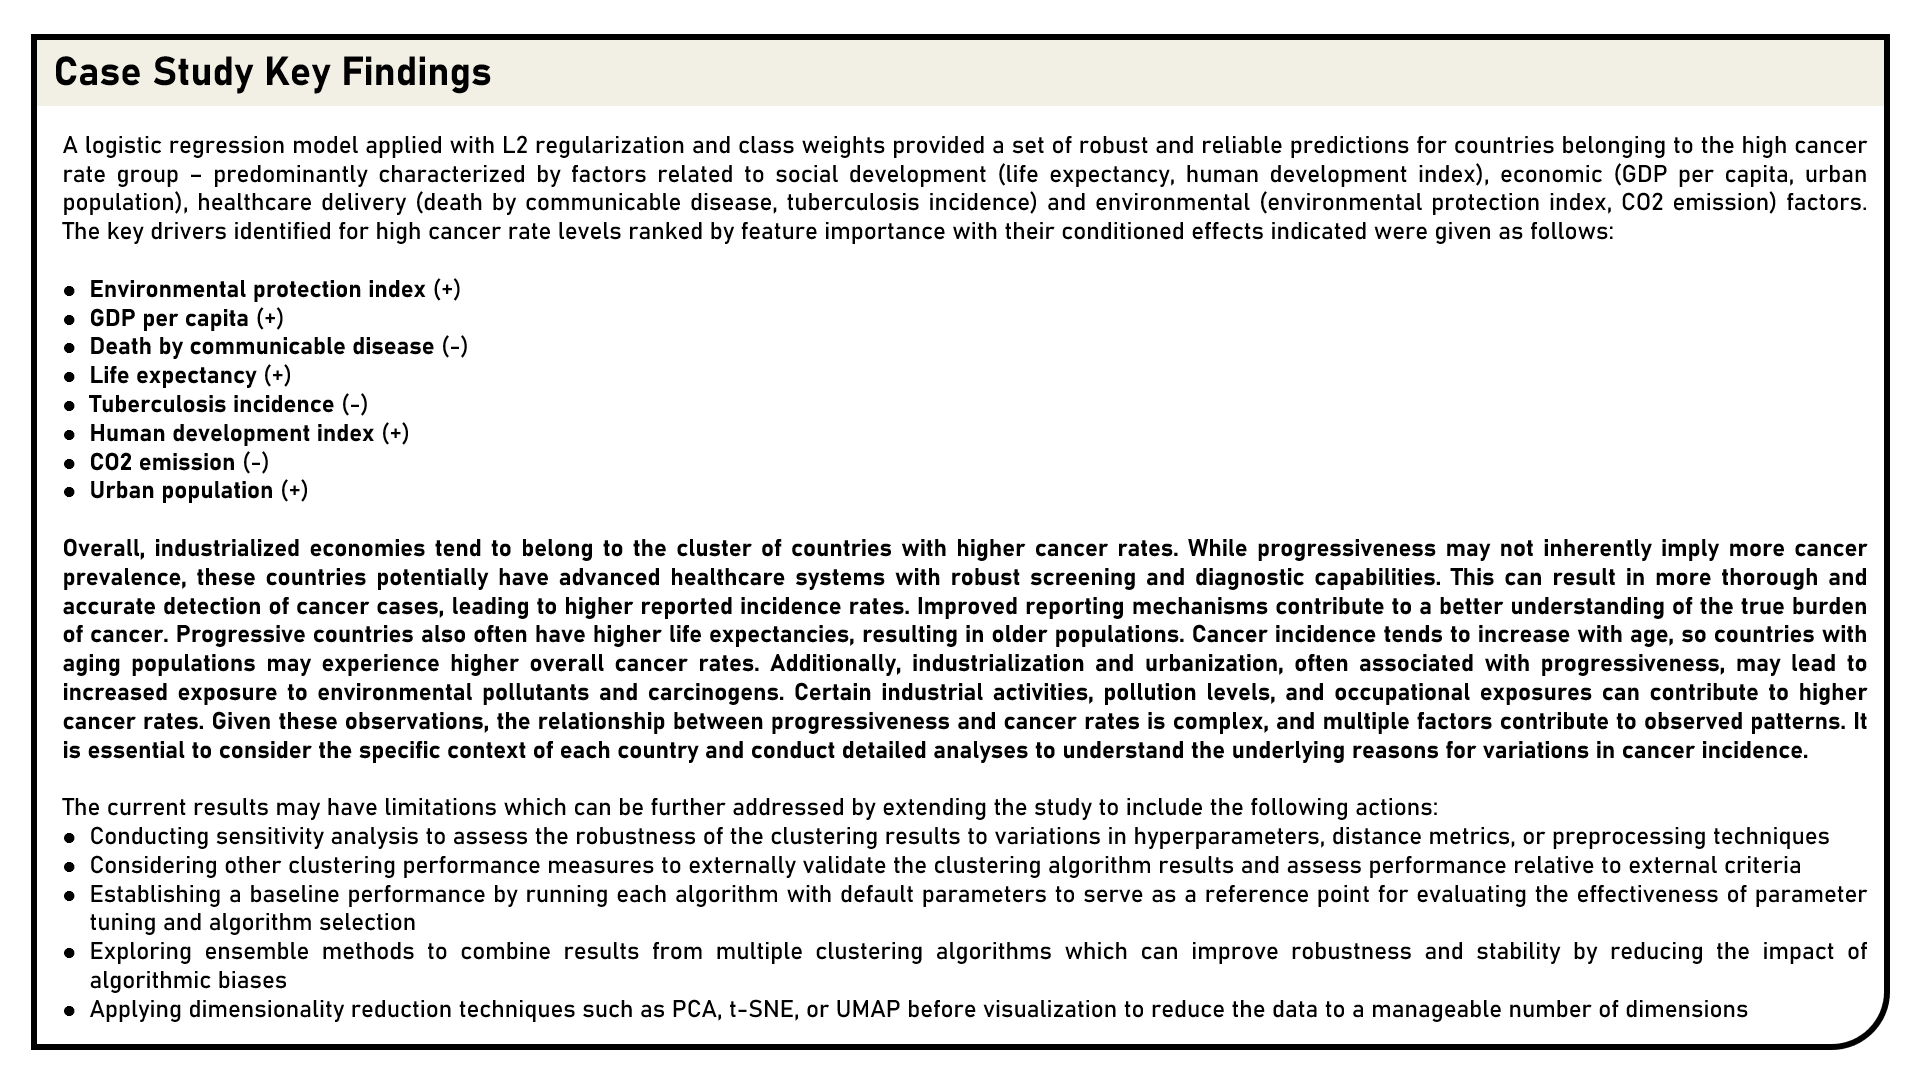 Case Study Key Findings
A logistic regression model applied with L2 regularization and class weights provided a set of robust and reliable predictions for countries belonging to the high cancer
rate group – predominantly characterized by factors related to social development (life expectancy, human development index), economic (GDP per capita, urban
population), healthcare delivery (death by communicable disease, tuberculosis incidence) and environmental (environmental protection index, CO2 emission) factors.
The key drivers identified for high cancer rate levels ranked by feature importance with their conditioned effects indicated were given as follows:
● Environmental protection index (+)
● GDP per capita (+)
● Death by communicable disease (-)
● Life expectancy (+)
● Tuberculosis incidence (-)
● Human development index (+)
● CO2 emission (-)
● Urban population (+)
Overall, industrialized economies tend to belong to the cluster of countries with higher cancer rates. While progressiveness may not inherently imply more cancer
prevalence, these countries potentially have advanced healthcare systems with robust screening and diagnostic capabilities. This can result in more thorough and
accurate detection of cancer cases, leading to higher reported incidence rates. Improved reporting mechanisms contribute to a better understanding of the true burden
of cancer. Progressive countries also often have higher life expectancies, resulting in older populations. Cancer incidence tends to increase with age, so countries with
aging populations may experience higher overall cancer rates. Additionally, industrialization and urbanization, often associated with progressiveness, may lead to
increased exposure to environmental pollutants and carcinogens. Certain industrial activities, pollution levels, and occupational exposures can contribute to higher
cancer rates. Given these observations, the relationship between progressiveness and cancer rates is complex, and multiple factors contribute to observed patterns. It
is essential to consider the specific context of each country and conduct detailed analyses to understand the underlying reasons for variations in cancer incidence.
The current results may have limitations which can be further addressed by extending the study to include the following actions:
● Conducting sensitivity analysis to assess the robustness of the clustering results to variations in hyperparameters, distance metrics, or preprocessing techniques
● Considering other clustering performance measures to externally validate the clustering algorithm results and assess performance relative to external criteria
● Establishing a baseline performance by running each algorithm with default parameters to serve as a reference point for evaluating the effectiveness of parameter
tuning and algorithm selection
● Exploring ensemble methods to combine results from multiple clustering algorithms which can improve robustness and stability by reducing the impact of
algorithmic biases
● Applying dimensionality reduction techniques such as PCA, t-SNE, or UMAP before visualization to reduce the data to a manageable number of dimensions